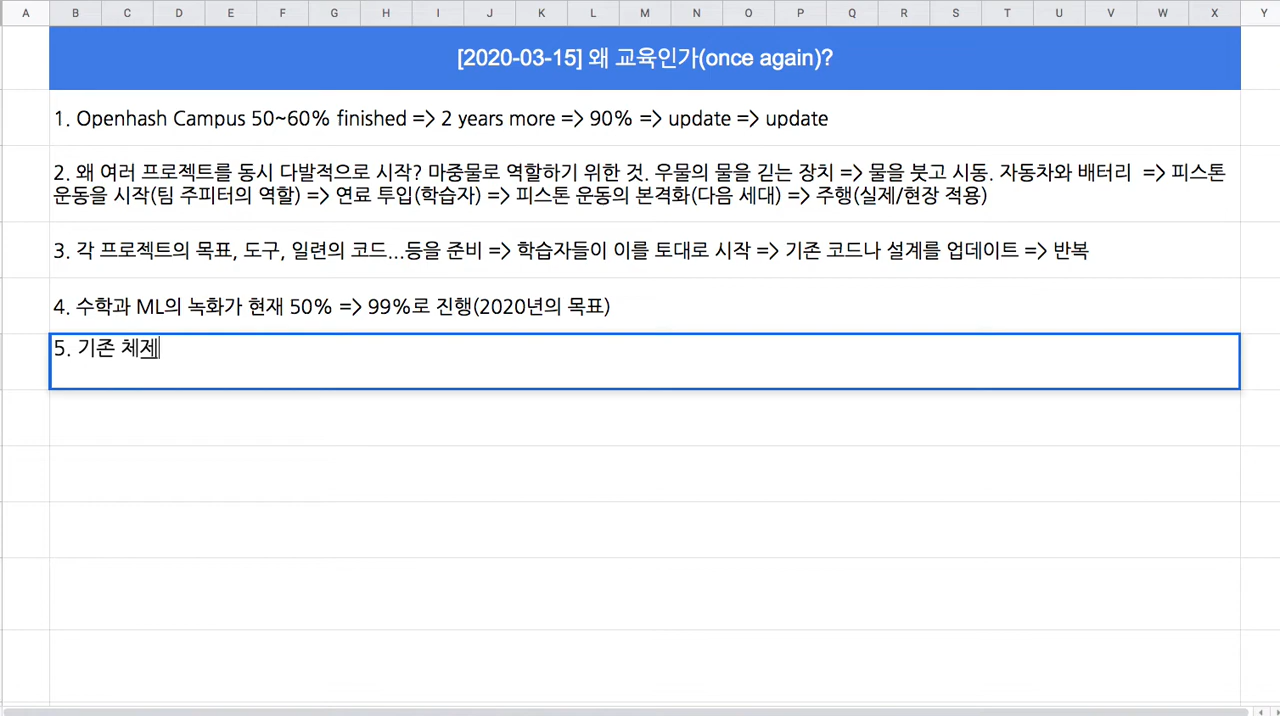 A B C D E F G H I J K L M N O P Q R S T U V W X Y
[2020-03-15] 왜 교육인가(once again)?
1. Openhash Campus 50~60% finished => 2 years more => 90% => update => update
2. 왜 여러 프로젝트를 동시 다발적으로 시작? 마중물로 역할하기 위한 것. 우물의 물을 긷는 장치 => 물을 붓고 시동. 자동차와 배터리 => 피스톤
운동을 시작(팀 주피터의 역할) => 연료 투입(학습자) => 피스톤 운동의 본격화(다음 세대) => 주행(실제/현장 적용)
3. 각 프로젝트의 목표, 도구, 일련의 코드...등을 준비 => 학습자들이 이를 토대로 시작 => 기존 코드나 설계를 업데이트 => 반복
4. 수학과 ML의 녹화가 현재 50% => 99%로 진행(2020년의 목표)
5. 기존 체제